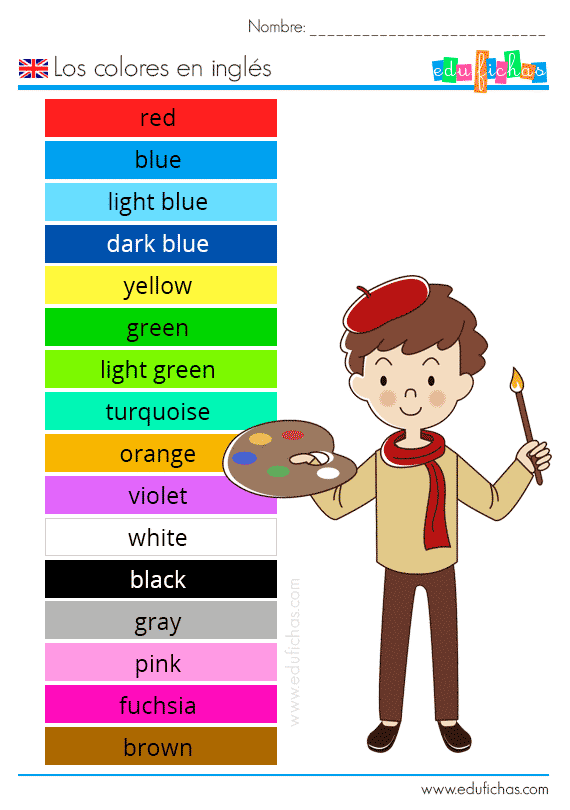 Nombre: ___________________________
Los colores en inglés
edufichas
red
blue
light blue
dark blue
yellow
green
light green
turquoise
orange
violet
white
black
gray
pink
fuchsia
brown
www.edufichas.com
www.edufichas.com